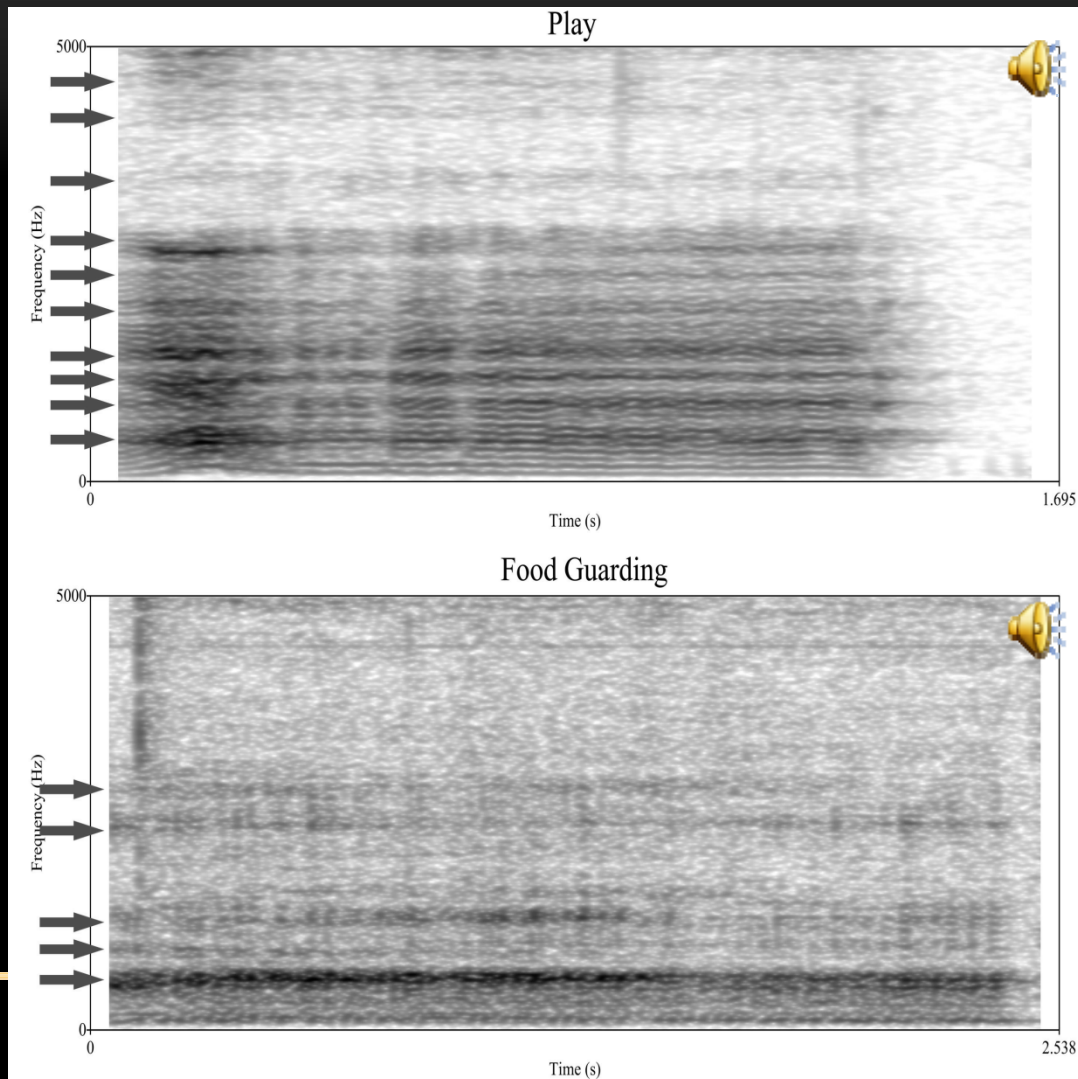 Play
5000
Frequency (Hz)
0
0
1.695
Time (s)
Food Guarding
5000
Frequency (Hz)
0
0
2.538
Time (s)